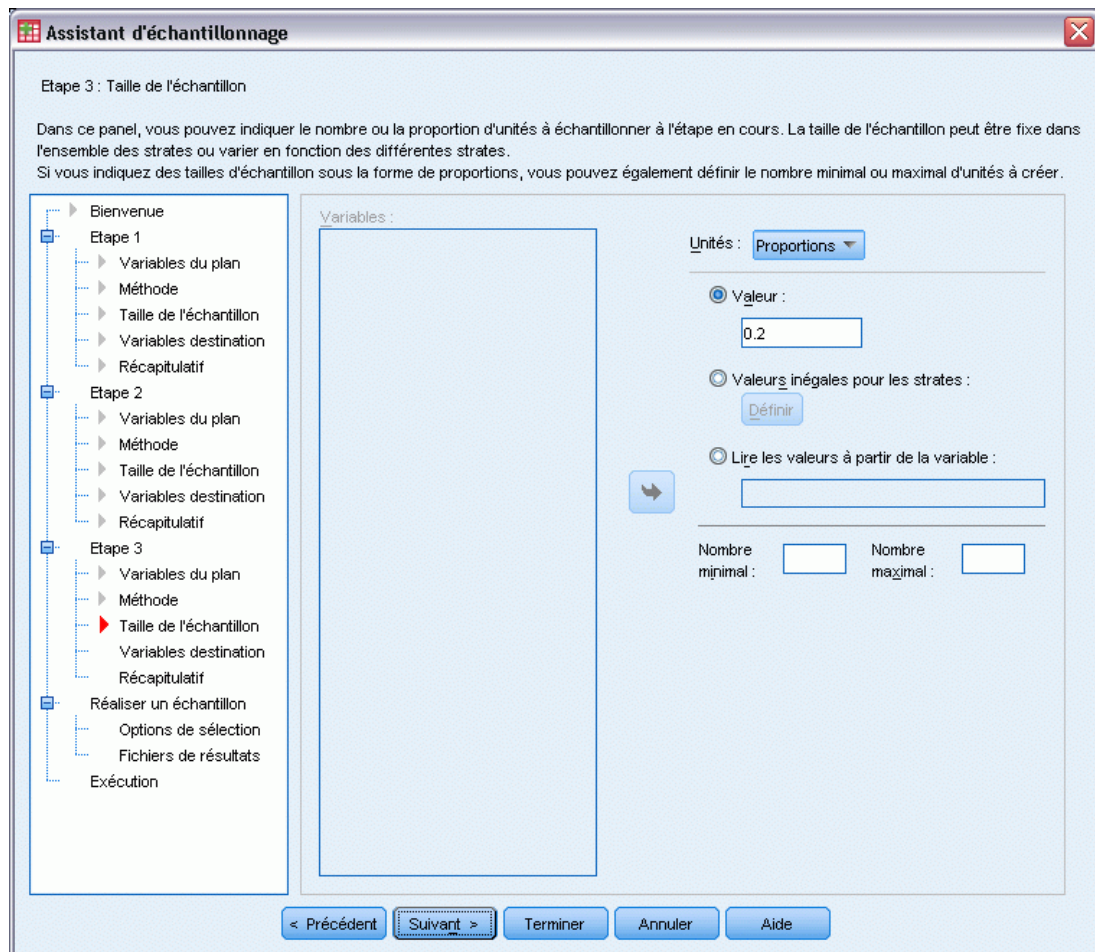 Assistant d'échantillonnage
Etape 3 : Taille de l'échantillon
Dans ce panel, vous pouvez indiquer le nombre ou la proportion d'unités à échantillonner à l'étape en cours. La taille de l'échantillon peut être fixe dans
l'ensemble des strates ou varier en fonction des différentes strates.
Si vous indiquez des tailles d'échantillon sous la forme de proportions, vous pouvez également définir le nombre minimal ou maximal d'unités à créer.
Bienvenue
Etape 1
Variables du plan
Méthode
Taille de l'échantillon
Variables destination
Récapitulatif
Etape 2
Variables du plan
Méthode
Taille de l'échantillon
Variables destination
Récapitulatif
Etape 3
Variables du plan
Méthode
Taille de l'échantillon
Variables destination
Récapitulatif
Réaliser un échantillon
Options de sélection
Fichiers de résultats
Exécution
Variables :
Unités : Proportions
Valeur :
0.2
Valeurs inégales pour les strates :
Définir
Lire les valeurs à partir de la variable :
Nombre minimal :
Nombre maximal :
< Précédent Suivant > Terminer Annuler Aide